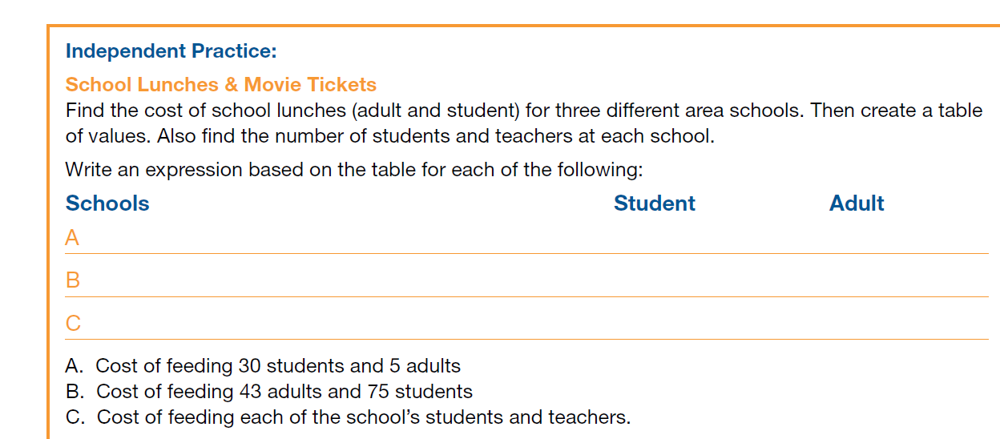 Independent Practice:
School Lunches & Movie Tickets
Find the cost of school lunches (adult and student) for three different area schools. Then create a table
of values. Also find the number of students and teachers at each school.
Write an expression based on the table for each of the following:
Schools Student Adult
A
B
C
A. Cost of feeding 30 students and 5 adults
B. Cost of feeding 43 adults and 75 students
C. Cost of feeding each of the school's students and teachers.